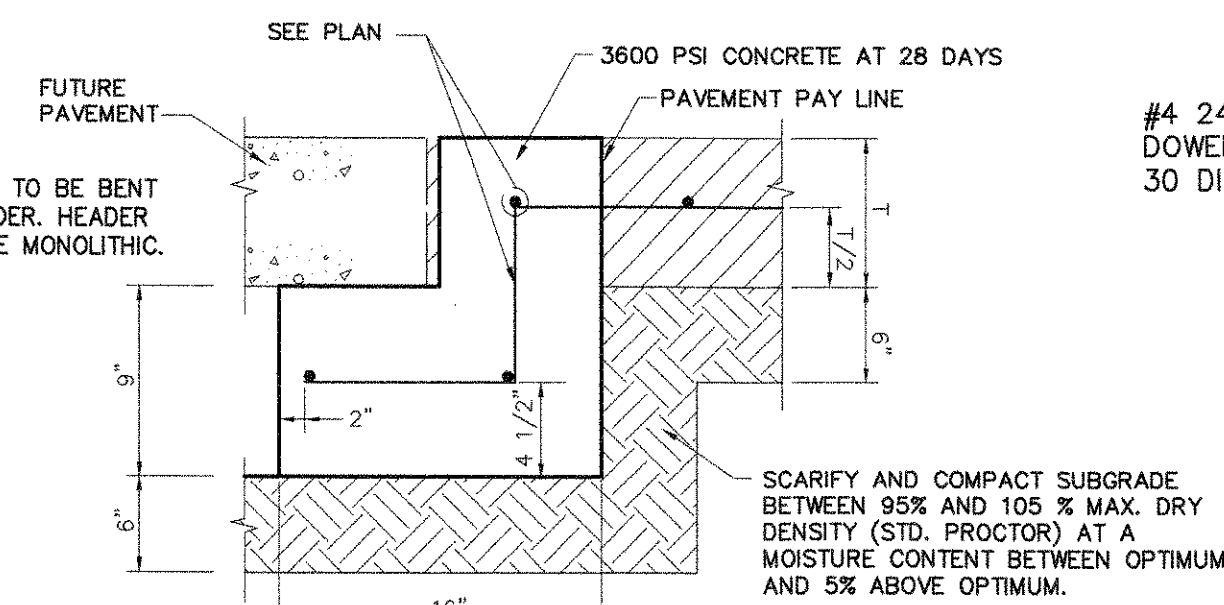 SEE PLAN
3600 PSI CONCRETE AT 28 DAYS
FUTURE
PAVEMENT
PAVEMENT PAY LINE
#4 24
30 DI
TO BE BENT
DER. HEADER
E MONOLITHIC.
T
T/2
6"
9"
2"
4 1/2"
6"
SCARIFY AND COMPACT SUBGRADE
BETWEEN 95% AND 105 % MAX. DRY
DENSITY (STD. PROCTOR) AT A
MOISTURE CONTENT BETWEEN OPTIMUM
AND 5% ABOVE OPTIMUM.